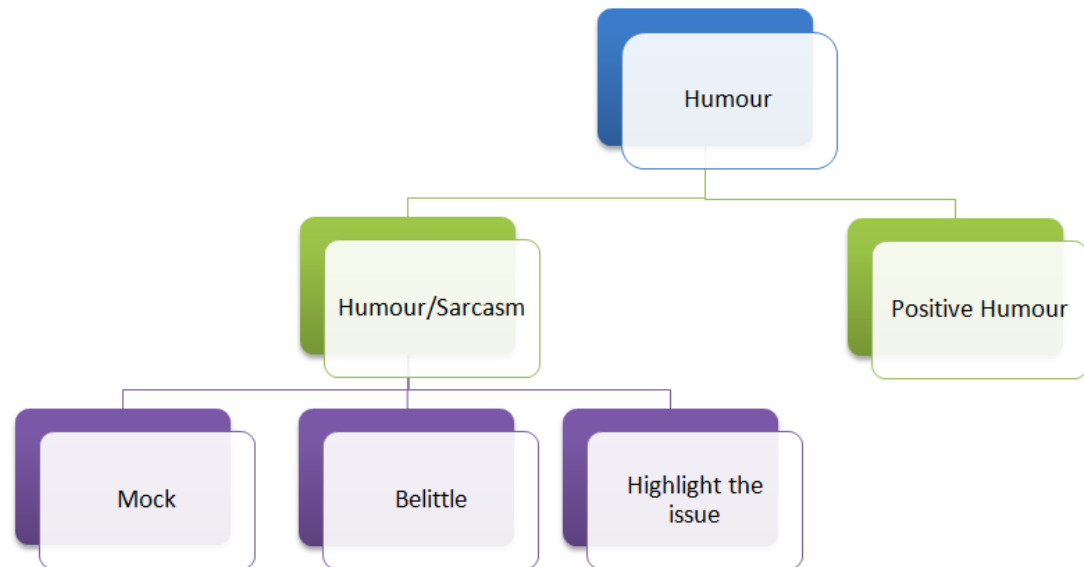 Humour
Humour/Sarcasm
Positive Humour
Mock
Belittle
Highlight the
issue